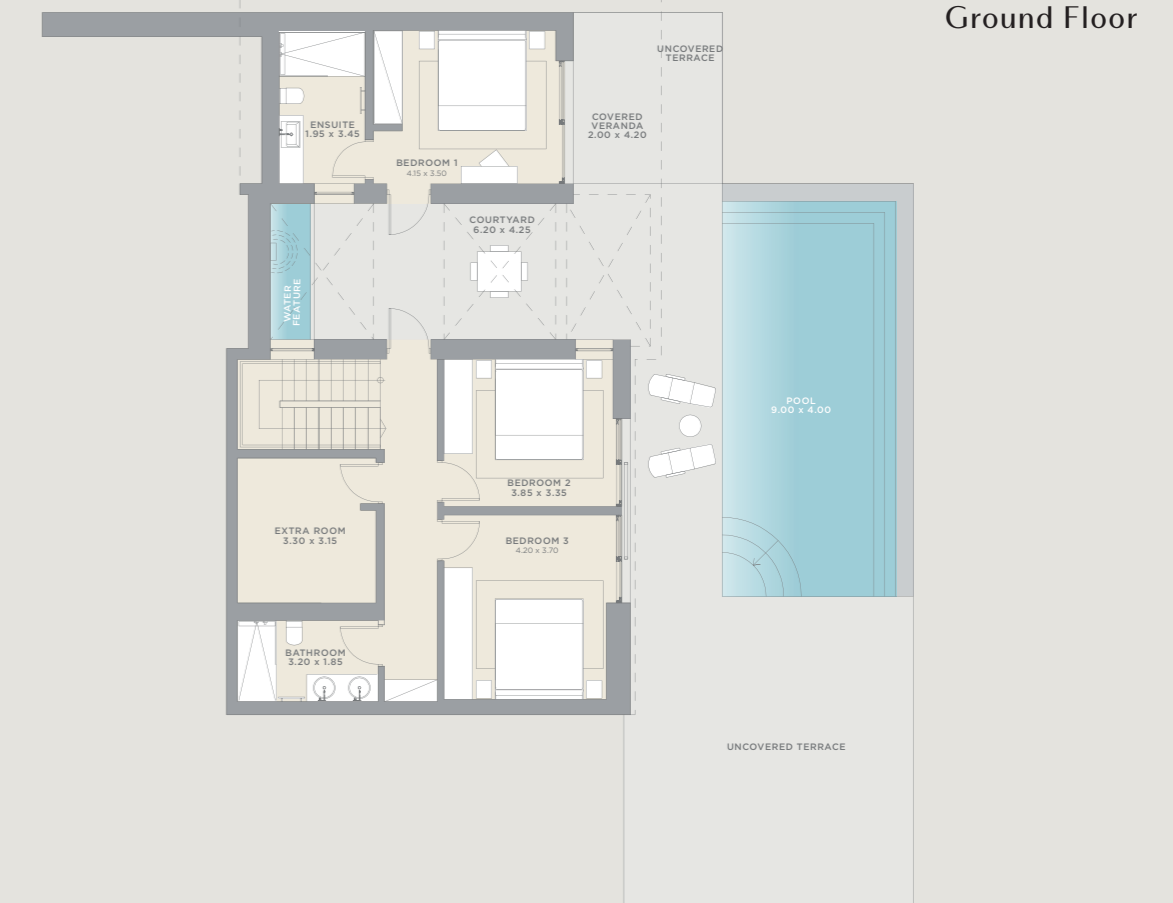 Ground Floor
UNCOVERED
TERRACE
COVERED
VERANDA
2.00 x 4.20
ENSUITE
1.95 x 3.45
BEDROOM 1
4.15 x 3.50
COURTYARD
6.20 x 4.25
WATER
FEATURE
POOL
9.00 x 4.00
BEDROOM 2
3.85 x 3.35
EXTRA ROOM
3.30 x 3.15
BEDROOM 3
4.20 x 3.70
BATHROOM
3.20 x 1.85
UNCOVERED TERRACE